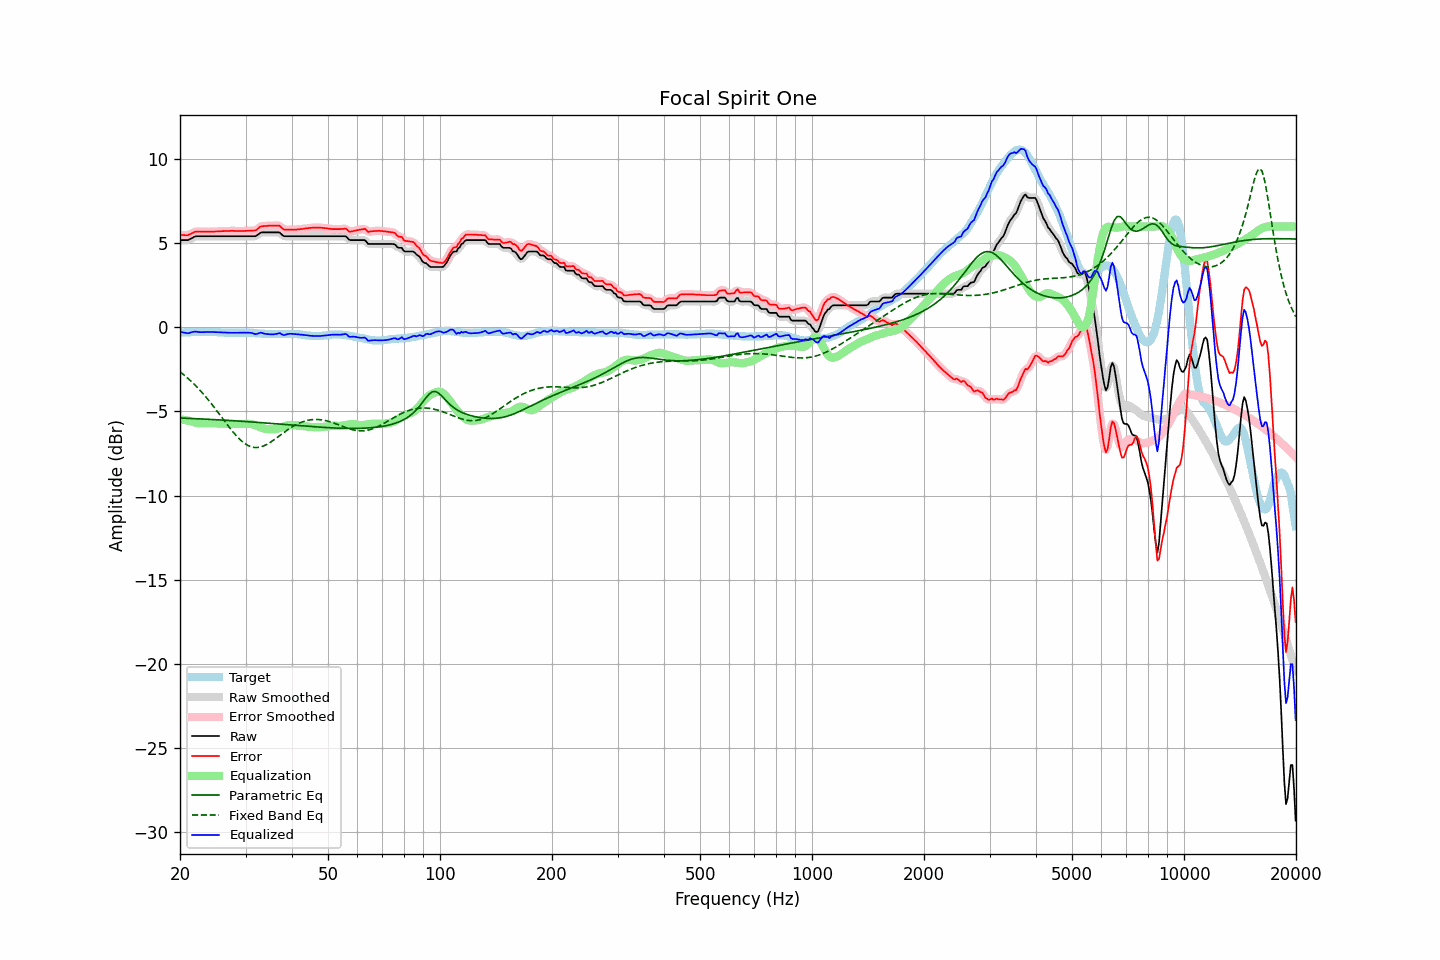 Focal Spirit One
10
5
0
−5
−10
−15
−20
−25
−30
Amplitude (dBr)
Target
Raw Smoothed
Error Smoothed
Raw
Error
Equalization
Parametric Eq
Fixed Band Eq
Equalized
20 50 100 200 500 1000 2000 5000 10000 20000
Frequency (Hz)